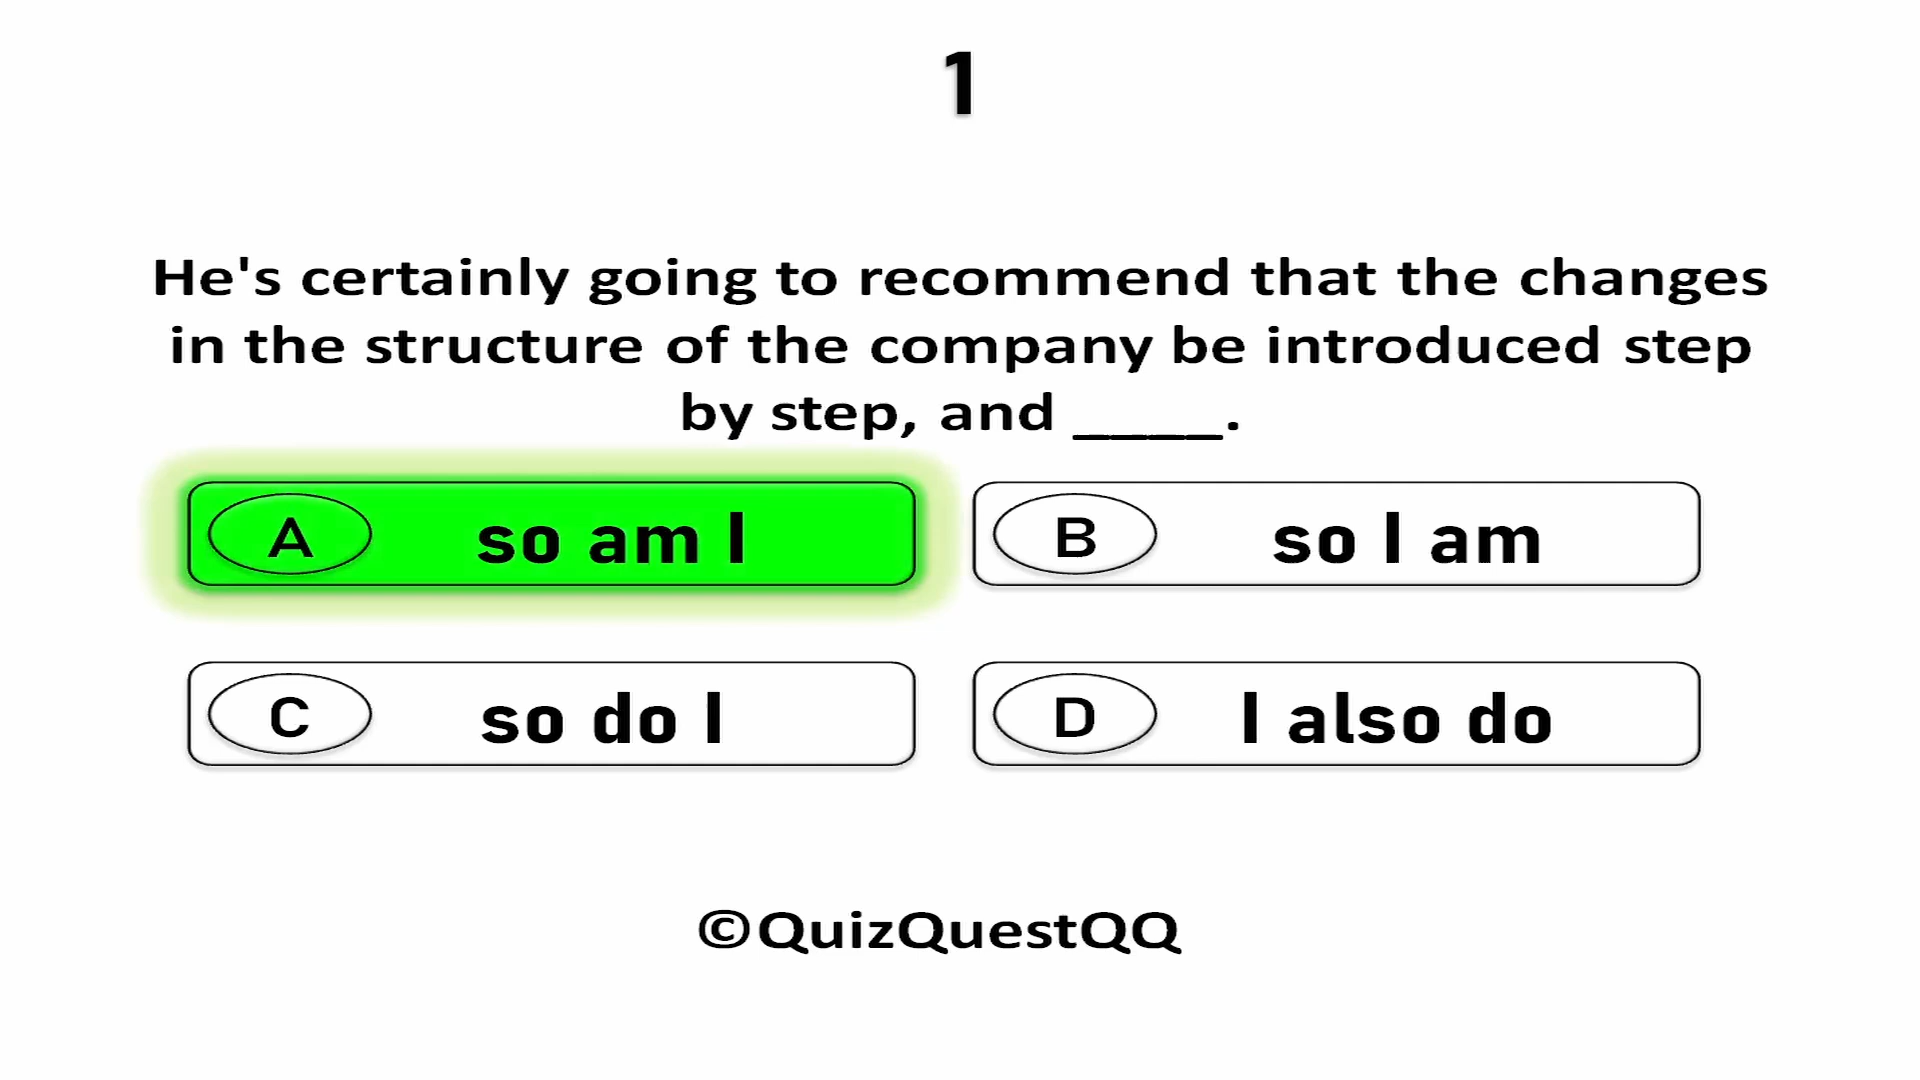 1
He's certainly going to recommend that the changes
in the structure of the company be introduced step
by step, and ____.
A so am I
B so I am
C so do I
D I also do
©QuizQuestQQ